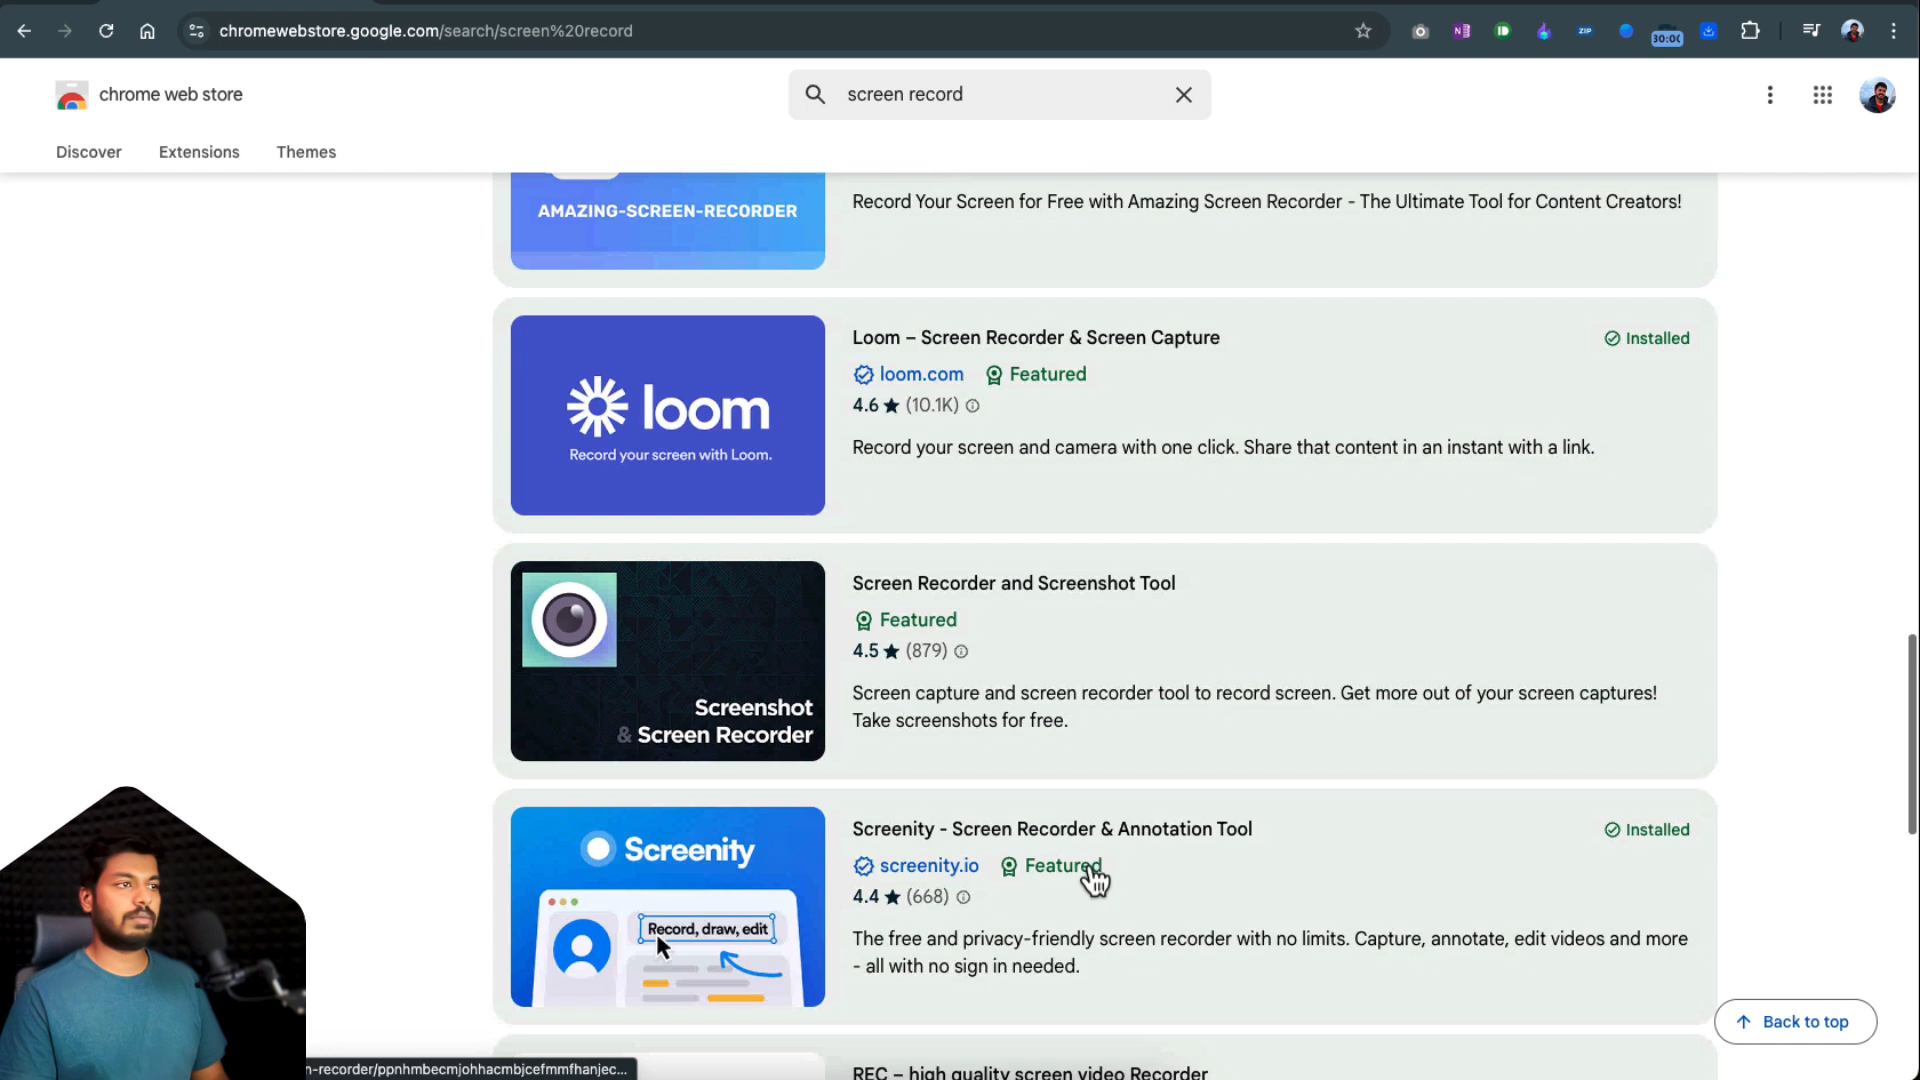 chromewebstore.google.com/search/screen%20record
N
ZIP
30:00
chrome web store
screen record
Discover
Extensions
Themes
AMAZING-SCREEN-RECORDER
Record Your Screen for Free with Amazing Screen Recorder - The Ultimate Tool for Content Creators!
loom
Record your screen with Loom.
Loom – Screen Recorder & Screen Capture
Installed
loom.com
Featured
4.6 ★ (10.1K)
Record your screen and camera with one click. Share that content in an instant with a link.
Screenshot
& Screen Recorder
Screen Recorder and Screenshot Tool
Featured
4.5 ★ (879)
Screen capture and screen recorder tool to record screen. Get more out of your screen captures!
Take screenshots for free.
Screenity
Record, draw, edit
Screenity - Screen Recorder & Annotation Tool
Installed
screenity.io
Featured
4.4 ★ (668)
The free and privacy-friendly screen recorder with no limits. Capture, annotate, edit videos and more
- all with no sign in needed.
Back to top
n-recorder/ppnhmbecmjohhacmbjcefmmfhanjec...
REC – high quality screen video Recorder